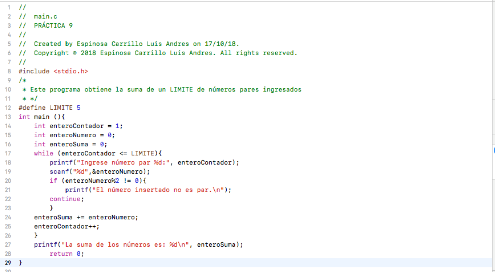 1 //
2 // main.c
3 // PRÁCTICA 9
4 //
5 // Created by Espinosa Carrillo Luis Andres on 17/10/18.
6 // Copyright © 2018 Espinosa Carrillo Luis Andres. All rights reserved.
7 //
8 #include <stdio.h>
9 /*
10 * Este programa obtiene la suma de un LIMITE de números pares ingresados
11 * */
12 #define LIMITE 5
13 int main (){
14 int enteroContador = 1;
15 int enteroNumero = 0;
16 int enteroSuma = 0;
17 while (enteroContador <= LIMITE){
18 printf("Ingrese número par %d:", enteroContador);
19 scanf("%d",&enteroNumero);
20 if (enteroNumero%2 != 0){
21 printf("El número insertado no es par.\n");
22 continue;
23 }
24 enteroSuma += enteroNumero;
25 enteroContador++;
26 }
27 printf("La suma de los números es: %d\n", enteroSuma);
28 return 0;
29 }